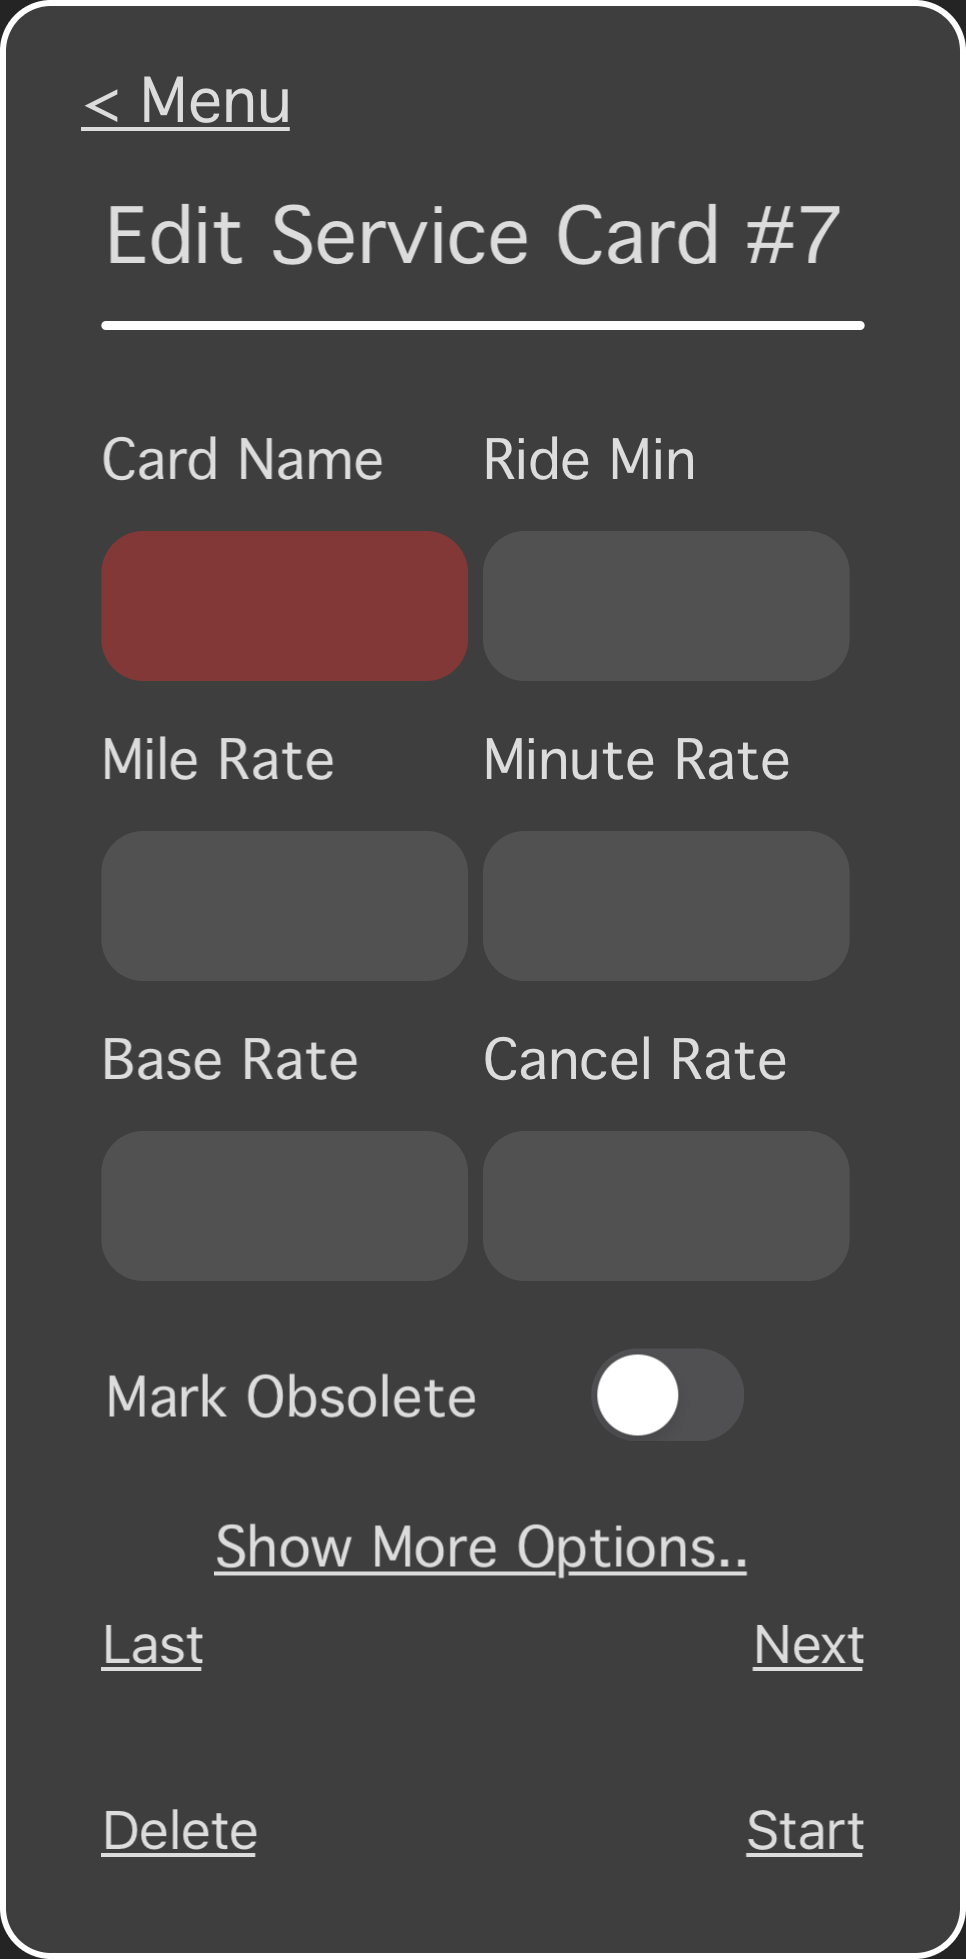 < Menu
Edit Service Card #7
Card Name Ride Min
Mile Rate Minute Rate
Base Rate Cancel Rate
Mark Obsolete
Show More Options..
Last Next
Delete Start